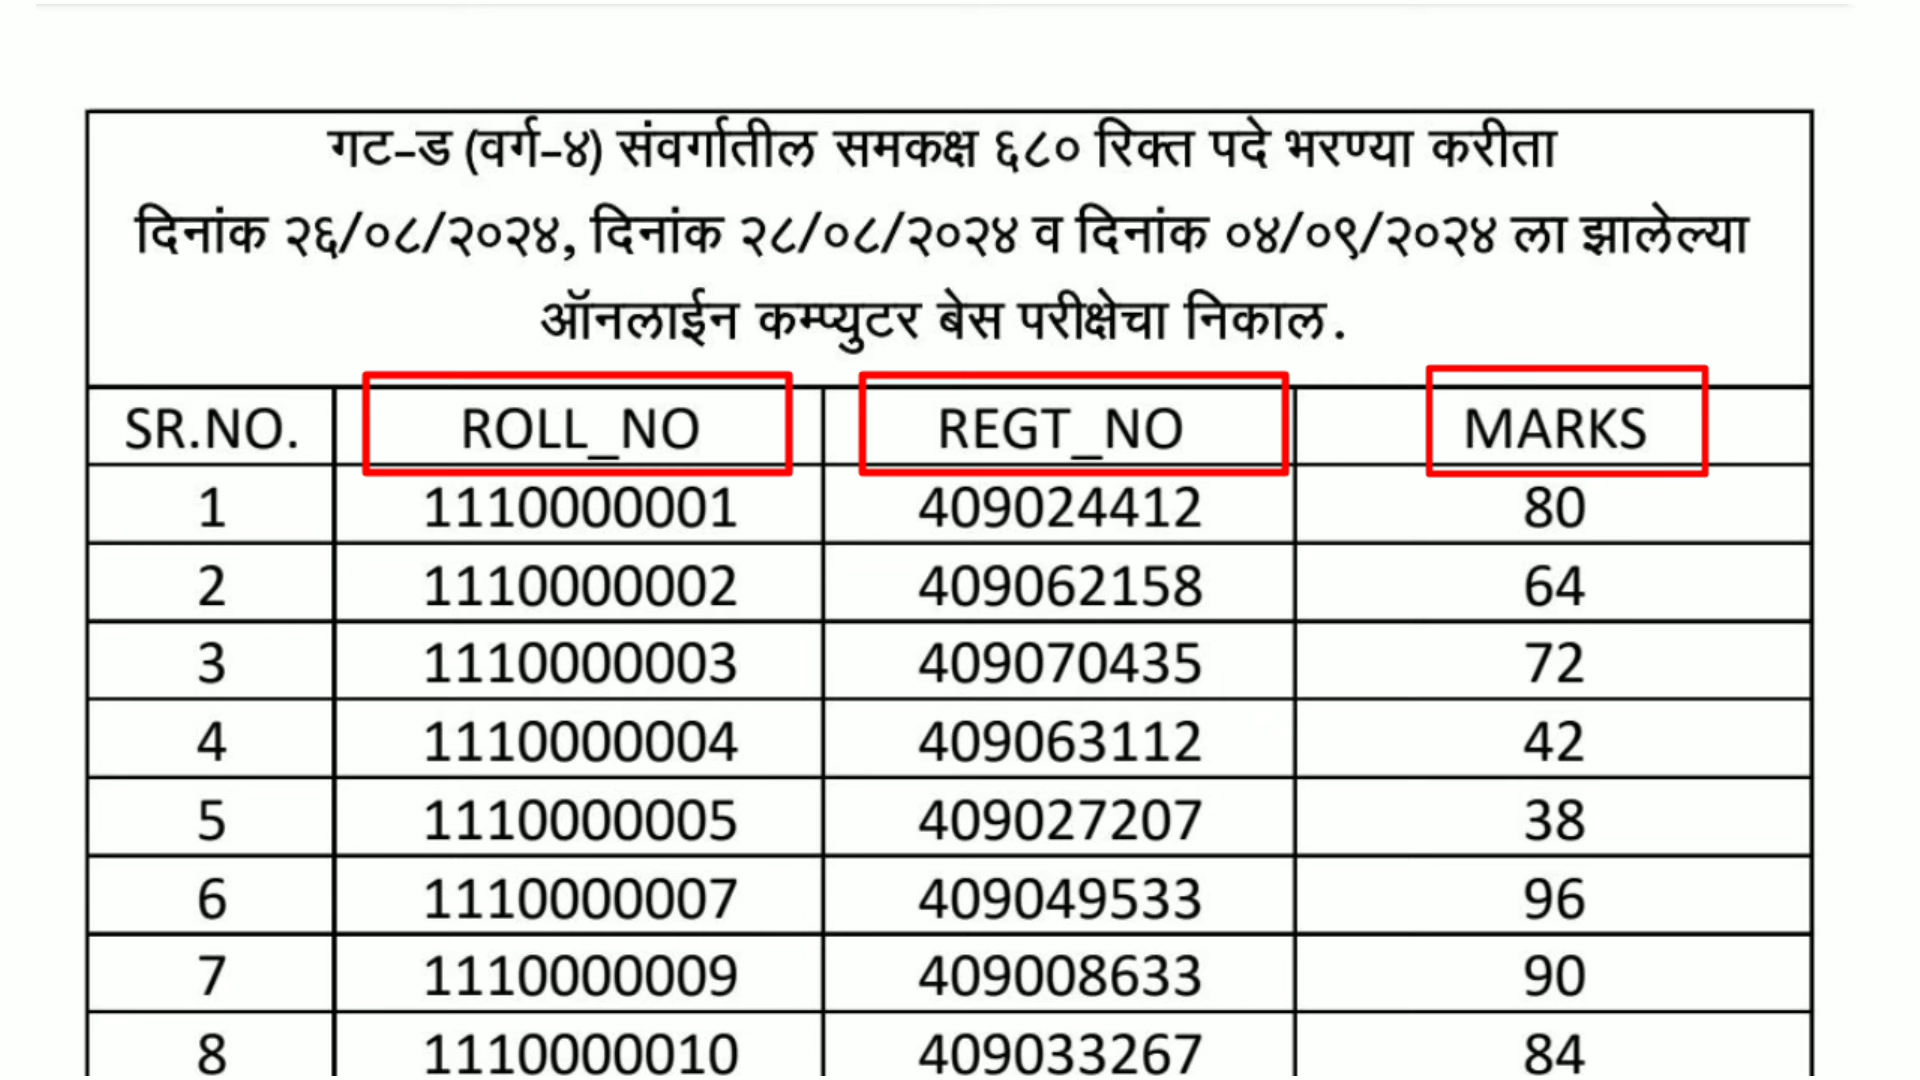 गट-ड (वर्ग-४) संवर्गातील समकक्ष ६८० रिक्त पदे भरण्या करीता
दिनांक २६/०८/२०२४, दिनांक २८/०८/२०२४ व दिनांक ०४/०९/२०२४ ला झालेल्या
ऑनलाईन कम्प्युटर बेस परीक्षेचा निकाल.
SR.NO. ROLL_NO REGT_NO MARKS
1 1110000001 409024412 80
2 1110000002 409062158 64
3 1110000003 409070435 72
4 1110000004 409063112 42
5 1110000005 409027207 38
6 1110000007 409049533 96
7 1110000009 409008633 90
8 1110000010 409033267 84